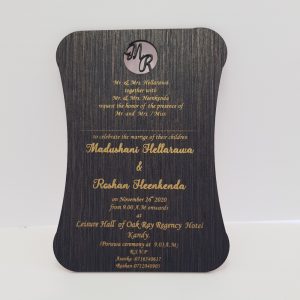 M
R
Mr. & Mrs. Hellarawa
together with
Mr. & Mrs. Heenkenda
request the honor of the presence of
Mr. and Mrs. / Miss
to celebrate the marriage of their children
Madushani Hellarawa
&
Roshan Heenkenda
on November 26th 2020
from 9.00 A.M onwards
at
Leisure Hall of Oak Ray Regency Hotel
Kandy.
(Poruwa ceremony at 9.03 A.M)
R.S.V.P